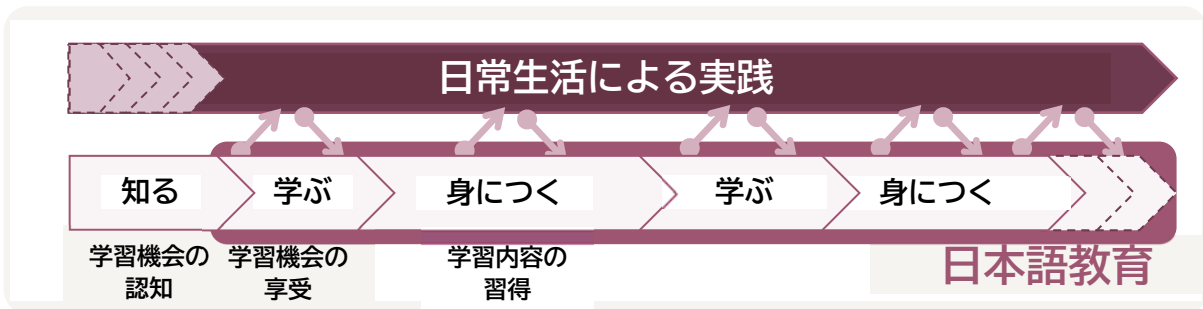 日常生活による実践
知る
学ぶ
身につく
学ぶ
身につく
学習機会の
認知
学習機会の
享受
学習内容の
習得
日本語教育